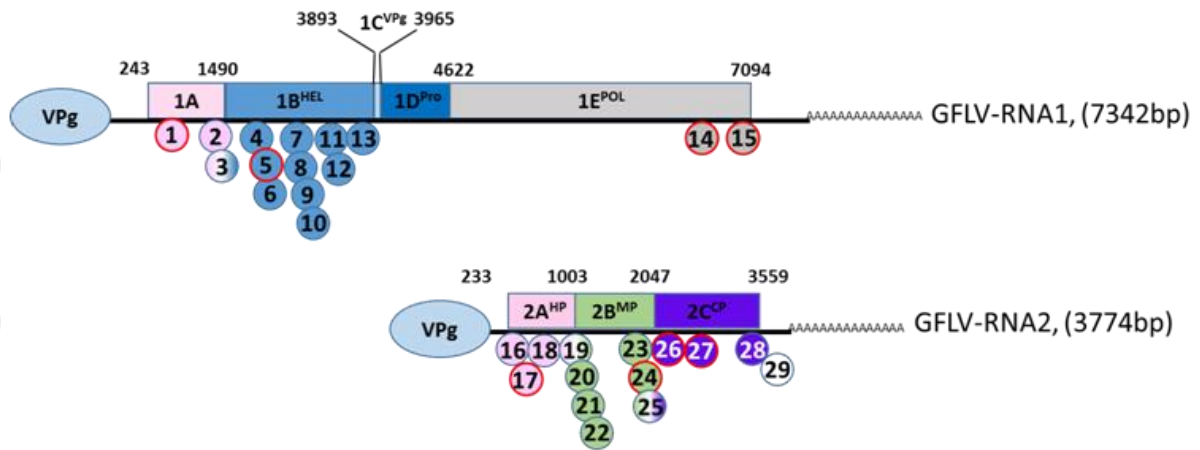 3893 1C^VPg 3965
243 1490 4622 7094
VPg 1A 1B^HEL 1D^Pro 1E^POL AAAAAAAAAAAAAAA GFLV-RNA1, (7342bp)
1 2 4 7 11 13 14 15
3 5 8 12
6 9
10
233 1003 2047 3559
VPg 2A^HP 2B^MP 2C^CP AAAAAAAAAAAAAAA GFLV-RNA2, (3774bp)
16 18 19 23 26 27 28
17 20 24 29
21 25
22